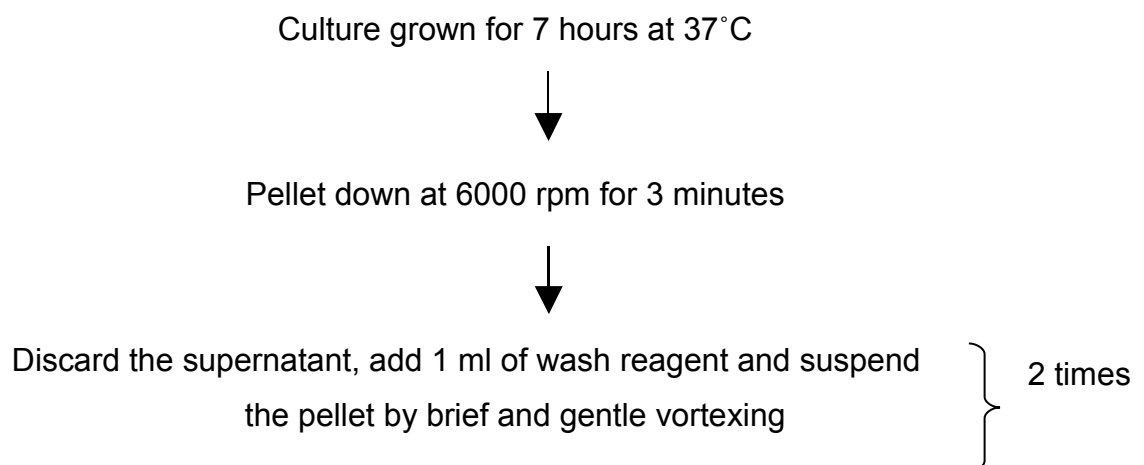 Culture grown for 7 hours at 37˚C
Pellet down at 6000 rpm for 3 minutes
Discard the supernatant, add 1 ml of wash reagent and suspend
the pellet by brief and gentle vortexing
2 times